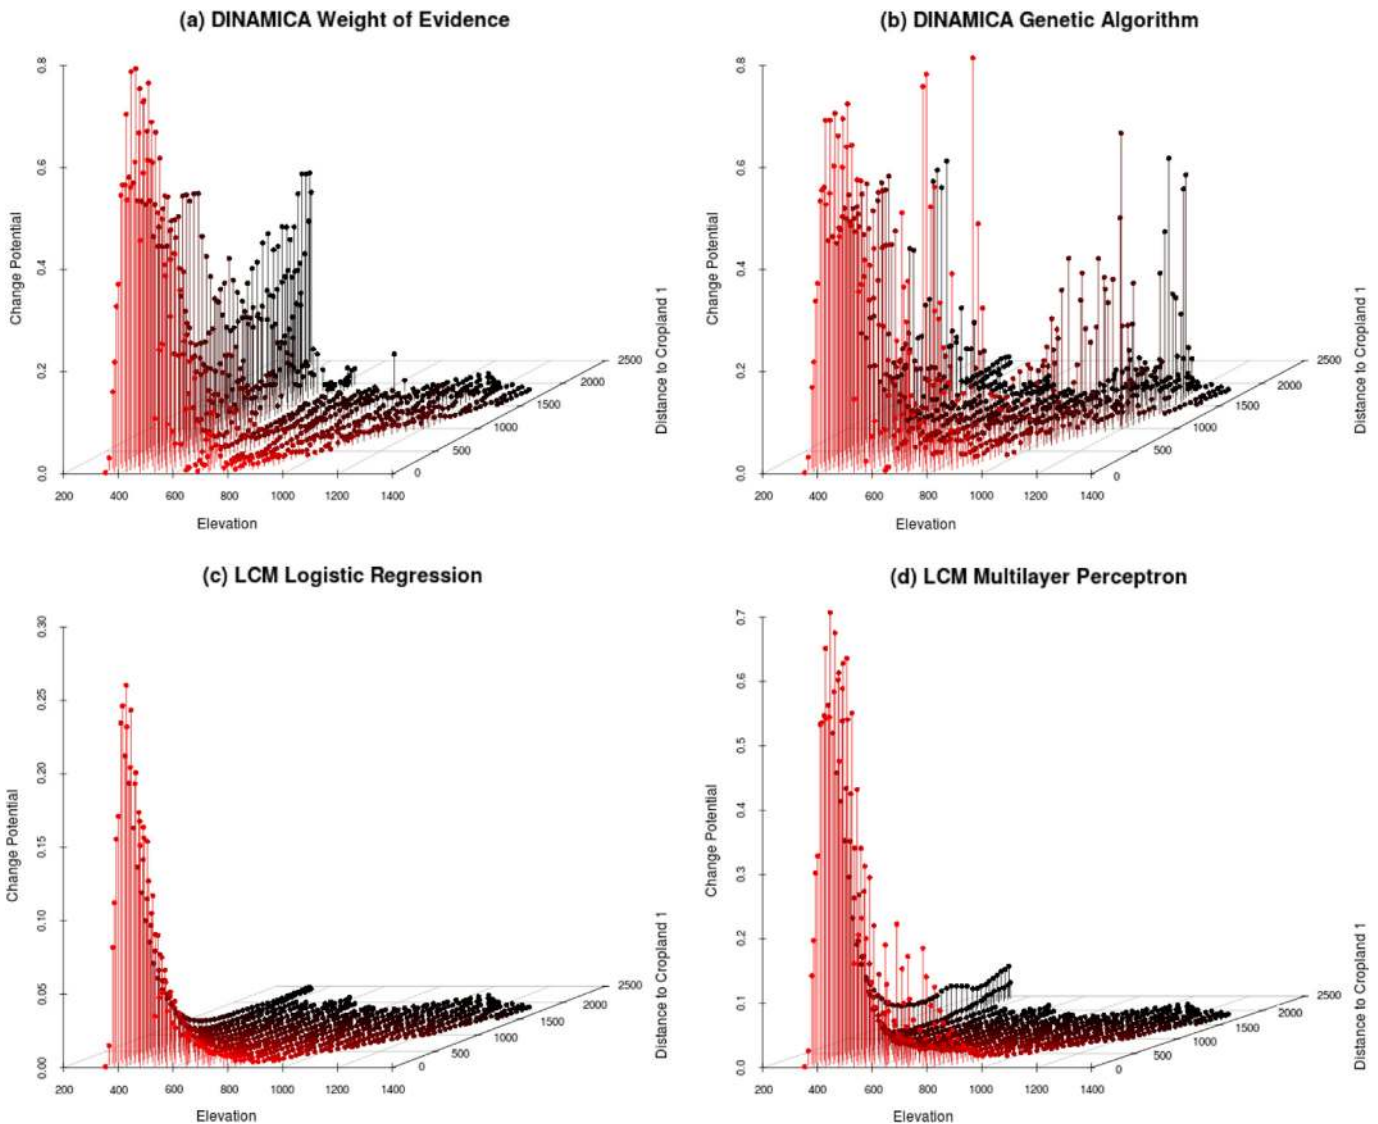 (a) DINAMICA Weight of Evidence
0.8
0.6
0.4
0.2
0.0
Change Potential
200 400 600 800 1000 1200 1400
Elevation
0 500 1000 1500 2000 2500
Distance to Cropland 1
(b) DINAMICA Genetic Algorithm
0.8
0.6
0.4
0.2
0.0
Change Potential
200 400 600 800 1000 1200 1400
Elevation
0 500 1000 1500 2000 2500
Distance to Cropland 1
(c) LCM Logistic Regression
0.30
0.25
0.20
0.15
0.10
0.05
0.00
Change Potential
200 400 600 800 1000 1200 1400
Elevation
0 500 1000 1500 2000 2500
Distance to Cropland 1
(d) LCM Multilayer Perceptron
0.7
0.6
0.5
0.4
0.3
0.2
0.1
0.0
Change Potential
200 400 600 800 1000 1200 1400
Elevation
0 500 1000 1500 2000 2500
Distance to Cropland 1